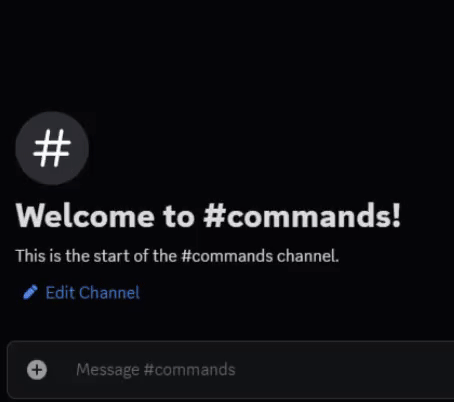 #
Welcome to #commands!
This is the start of the #commands channel.
Edit Channel
Message #commands